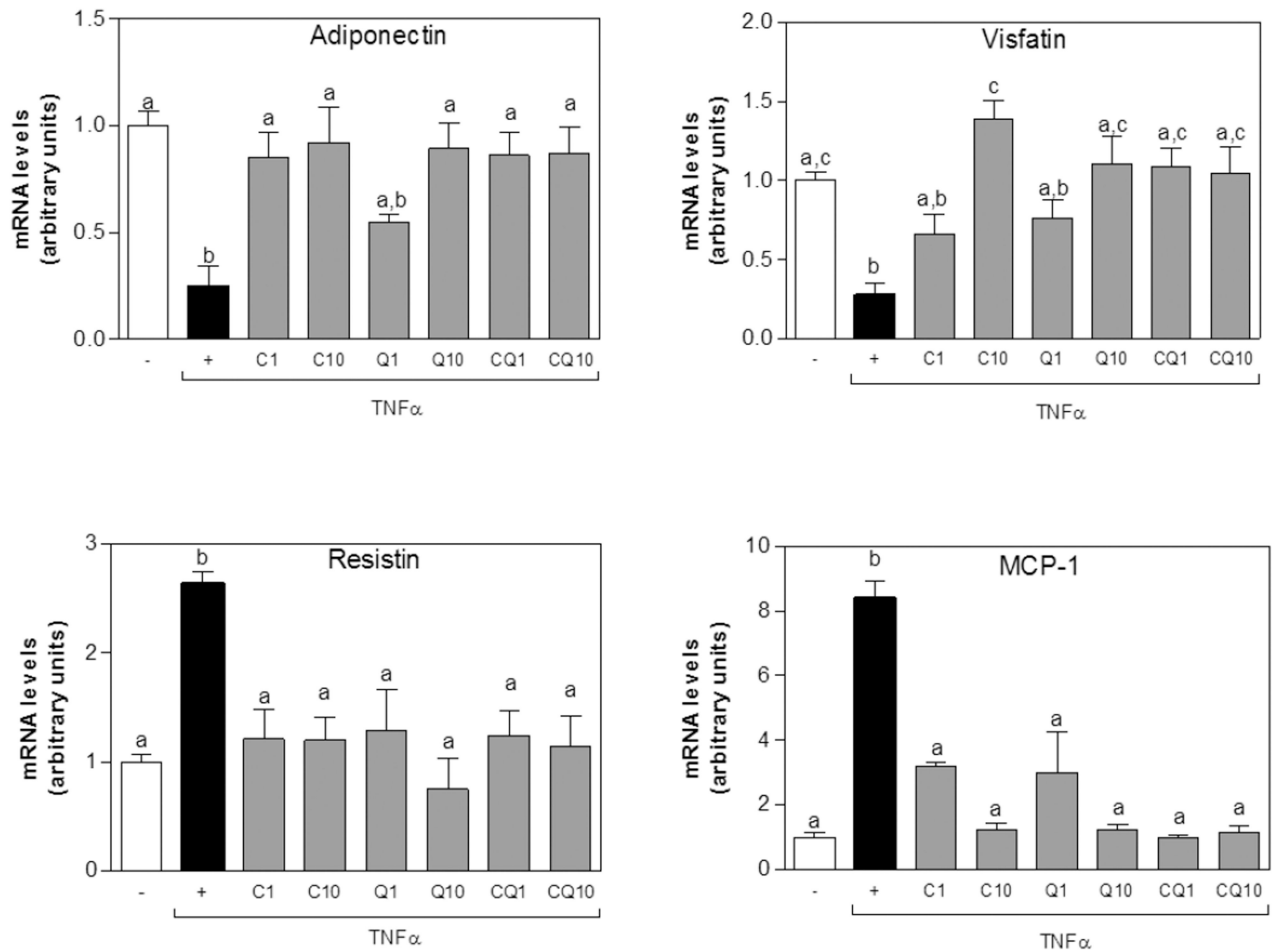 Adiponectin
mRNA levels
(arbitrary units)
1.5
1.0
0.5
0.0
a
b
a
a
a,b
a
a
a
- + C1 C10 Q1 Q10 CQ1 CQ10
TNFα
Visfatin
mRNA levels
(arbitrary units)
2.0
1.5
1.0
0.5
0.0
a,c
b
a,b
c
a,b
a,c
a,c
a,c
- + C1 C10 Q1 Q10 CQ1 CQ10
TNFα
Resistin
mRNA levels
(arbitrary units)
3
2
1
0
a
b
a
a
a
a
a
a
- + C1 C10 Q1 Q10 CQ1 CQ10
TNFα
MCP-1
mRNA levels
(arbitrary units)
10
8
6
4
2
0
a
b
a
a
a
a
a
a
- + C1 C10 Q1 Q10 CQ1 CQ10
TNFα